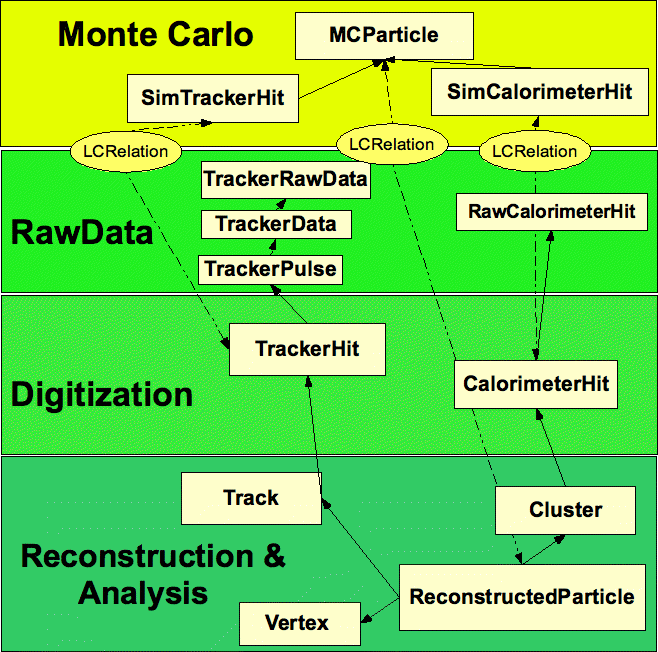 Monte Carlo
MCParticle
SimTrackerHit
SimCalorimeterHit
LCRelation
LCRelation
LCRelation
TrackerRawData
RawData
TrackerData
RawCalorimeterHit
TrackerPulse
TrackerHit
Digitization
CalorimeterHit
Track
Cluster
Reconstruction &
Analysis
ReconstructedParticle
Vertex